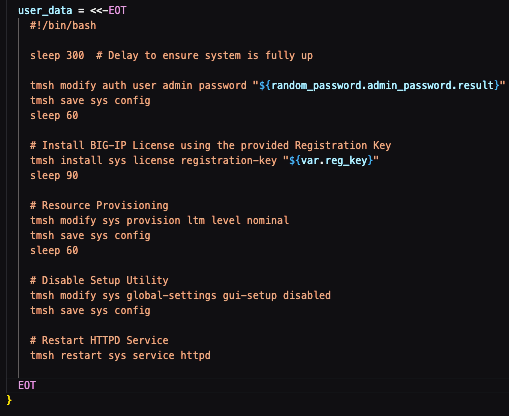 user_data = <<-EOT
#!/bin/bash
sleep 300  # Delay to ensure system is fully up
tmsh modify auth user admin password "${random_password.admin_password.result}"
tmsh save sys config
sleep 60
# Install BIG-IP License using the provided Registration Key
tmsh install sys license registration-key "${var.reg_key}"
sleep 90
# Resource Provisioning
tmsh modify sys provision ltm level nominal
tmsh save sys config
sleep 60
# Disable Setup Utility
tmsh modify sys global-settings gui-setup disabled
tmsh save sys config
# Restart HTTPD Service
tmsh restart sys service httpd
EOT
}